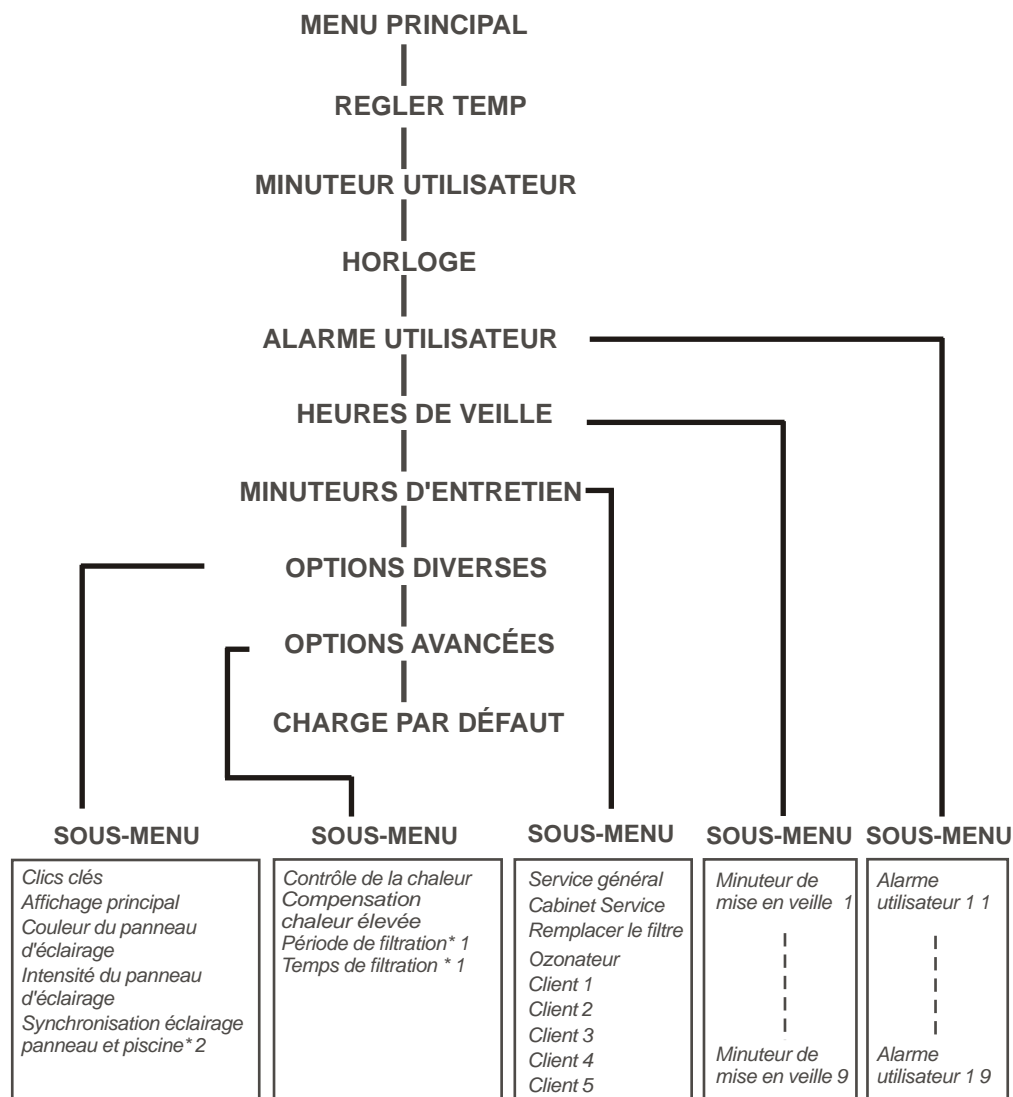 MENU PRINCIPAL
REGLER TEMP
MINUTEUR UTILISATEUR
HORLOGE
ALARME UTILISATEUR
HEURES DE VEILLE
MINUTEURS D'ENTRETIEN
OPTIONS DIVERSES
OPTIONS AVANCÉES
CHARGE PAR DÉFAUT
SOUS-MENU
Clics clés
Affichage principal
Couleur du panneau
d'éclairage
Intensité du panneau
d'éclairage
Synchronisation éclairage
panneau et piscine* 2
SOUS-MENU
Contrôle de la chaleur
Compensation
chaleur élevée
Période de filtration* 1
Temps de filtration * 1
SOUS-MENU
Service général
Cabinet Service
Remplacer le filtre
Ozonateur
Client 1
Client 2
Client 3
Client 4
Client 5
SOUS-MENU
Minuteur de
mise en veille 1
Minuteur de
mise en veille 9
SOUS-MENU
Alarme
utilisateur 1 1
Alarme
utilisateur 1 9